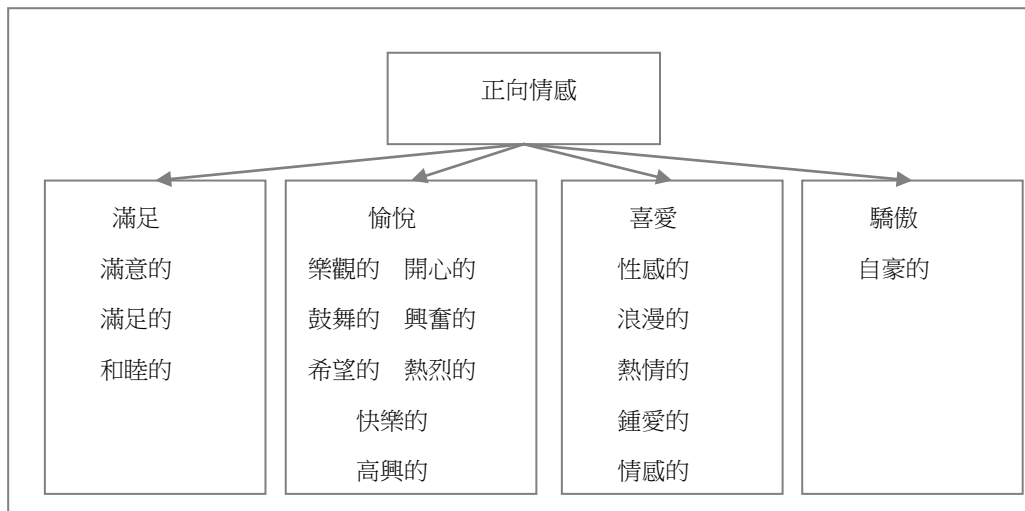 正向情感
滿足
滿意的
滿足的
和睦的
愉悅
樂觀的 開心的
鼓舞的 興奮的
希望的 熱烈的
快樂的
高興的
喜愛
性感的
浪漫的
熱情的
鍾愛的
情感的
驕傲
自豪的